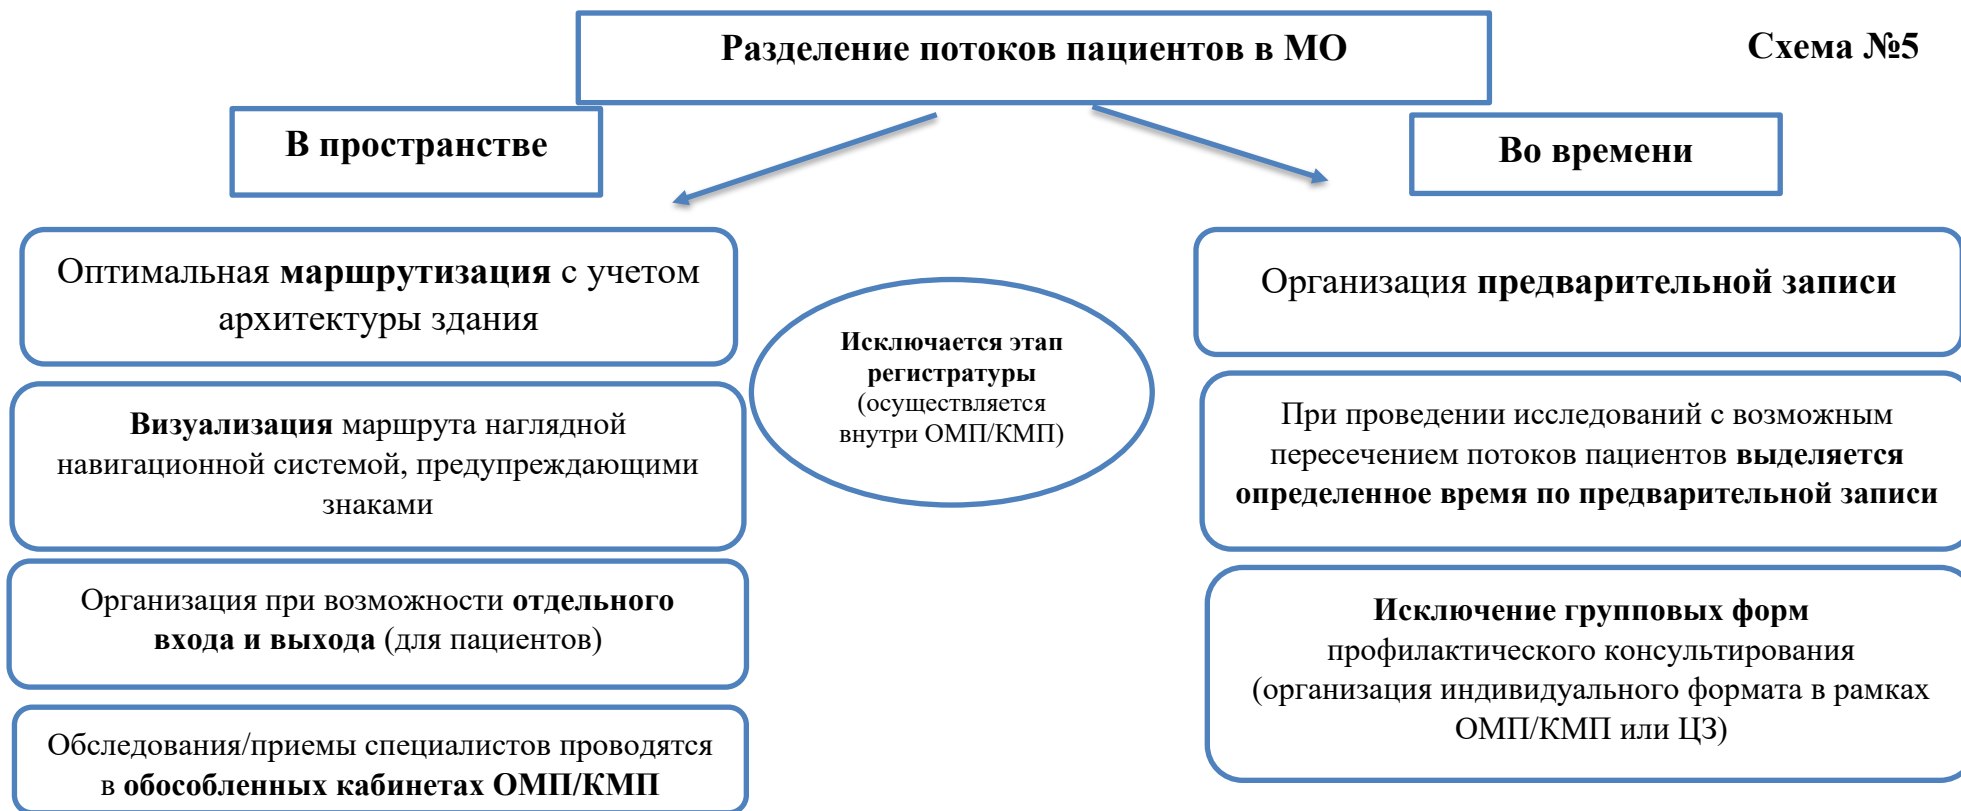 Разделение потоков пациентов в МО
Схема №5
В пространстве
Во времени
Оптимальная маршрутизация с учетом
архитектуры здания
Визуализация маршрута наглядной
навигационной системой, предупреждающими
знаками
Организация при возможности отдельного
входа и выхода (для пациентов)
Обследования/приемы специалистов проводятся
в обособленных кабинетах ОМП/КМП
Исключается этап
регистратуры
(осуществляется
внутри ОМП/КМП)
Организация предварительной записи
При проведении исследований с возможным
пересечением потоков пациентов выделяется
определенное время по предварительной записи
Исключение групповых форм
профилактического консультирования
(организация индивидуального формата в рамках
ОМП/КМП или ЦЗ)